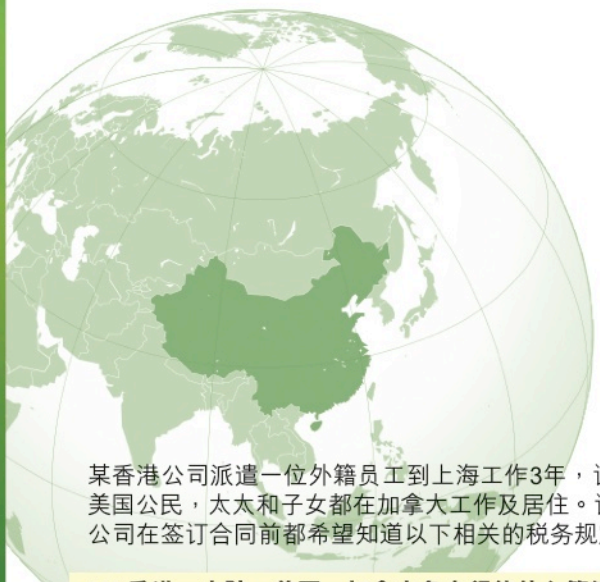 某香港公司派遣一位外籍员工到上海工作3年，
美国公民，太太和子女都在加拿大工作及居住。
公司在签订合同前都希望知道以下相关的税务规